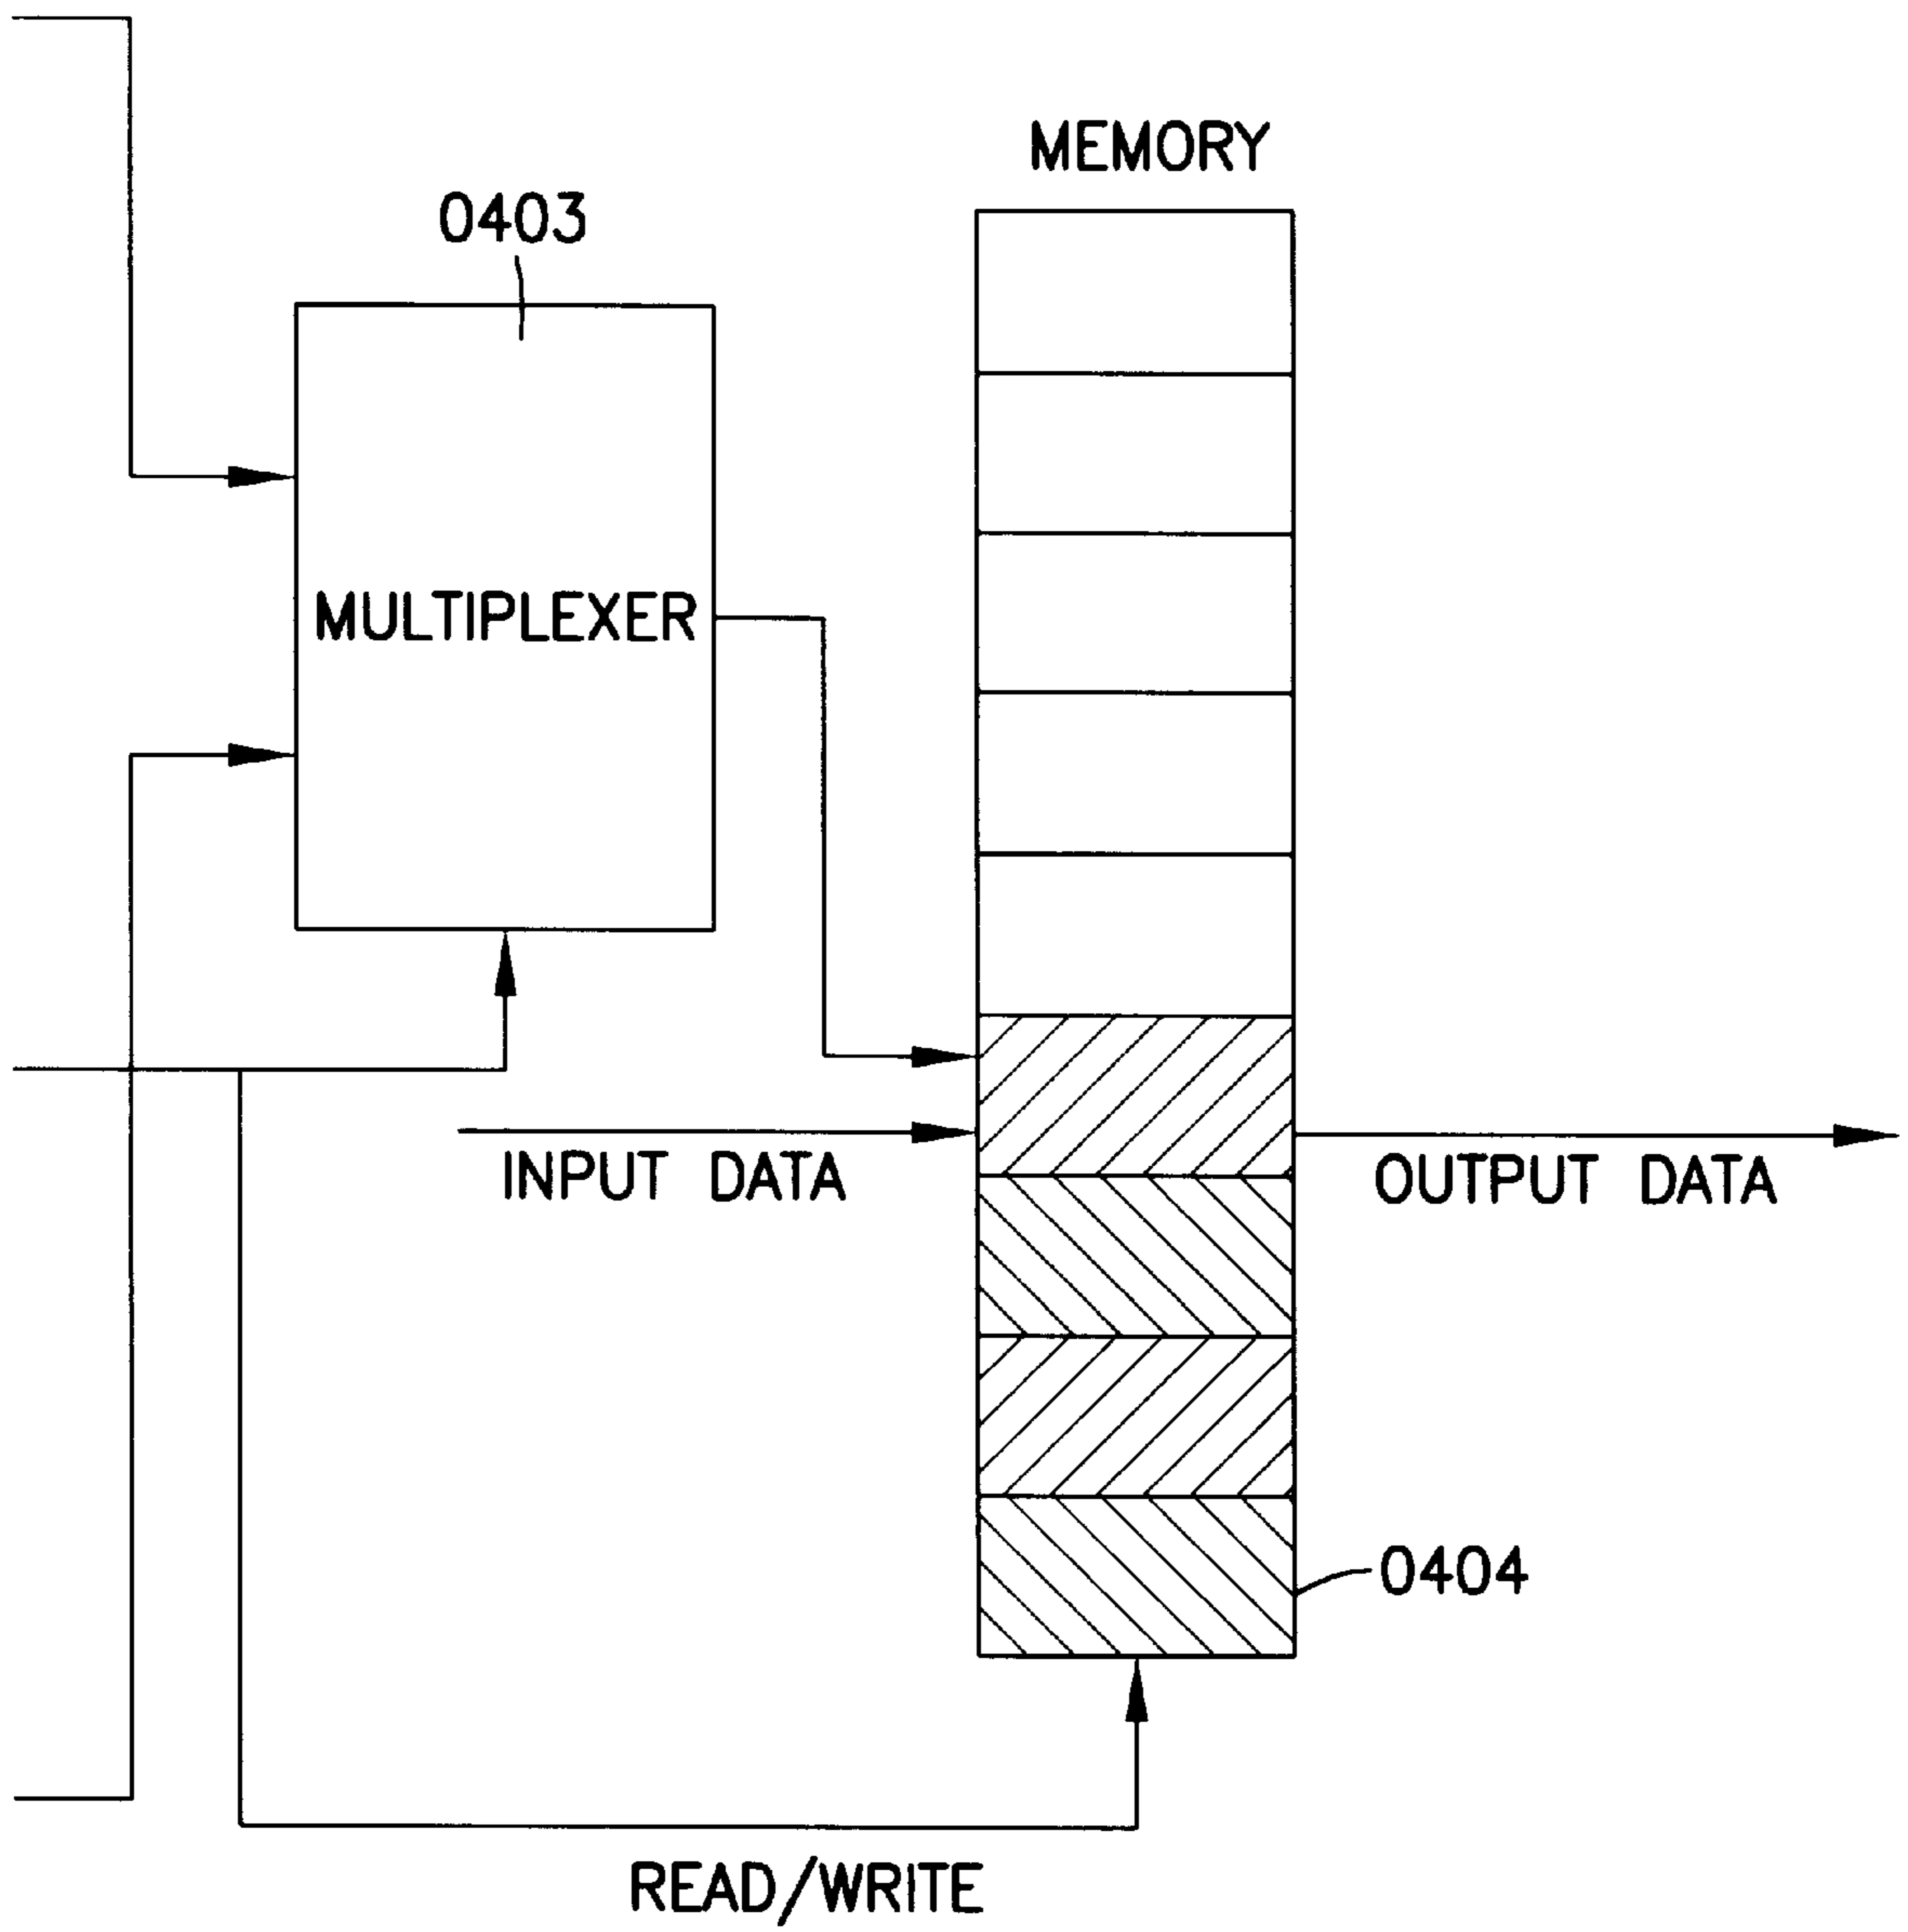 MEMORY
0403
MULTIPLEXER
INPUT DATA
OUTPUT DATA
0404
READ/WRITE